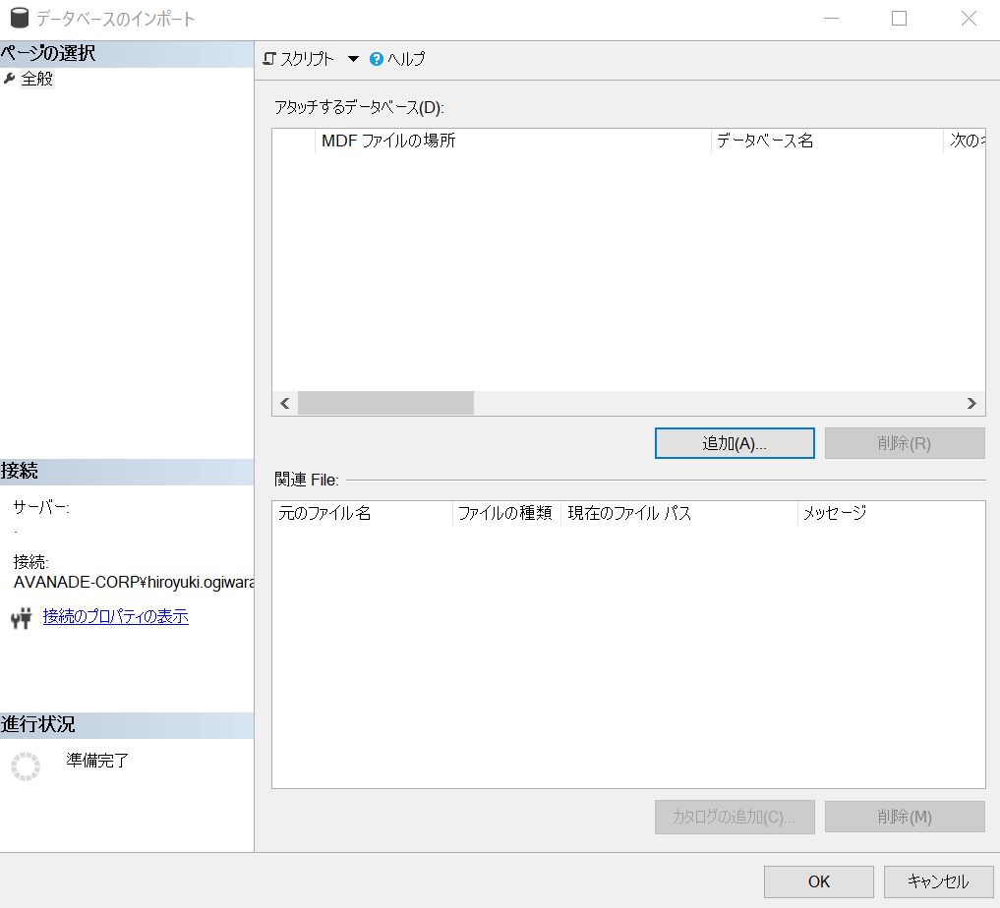 データベースのインポート
ページの選択
全般
スクリプト ヘルプ
アタッチするデータベース(D):
MDF ファイルの場所 データベース名 次の
追加(A)... 削除(R)
関連 File:
元のファイル名 ファイルの種類 現在のファイル パス メッセージ
カタログの追加(C)... 削除(M)
接続
サーバー:
.
接続:
AVANADE-CORP¥hiroyuki.ogiwara
接続のプロパティの表示
進行状況
準備完了
OK キャンセル